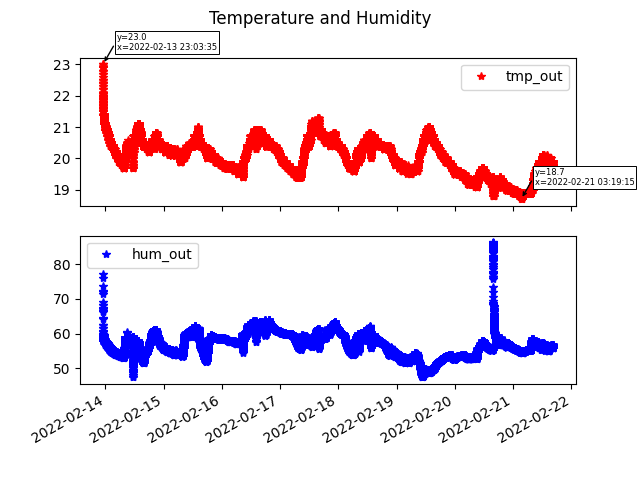 Temperature and Humidity
y=23.0
x=2022-02-13 23:03:35
tmp_out
23
22
21
20
19
y=18.7
x=2022-02-21 03:19:15
hum_out
80
70
60
50
2022-02-14
2022-02-15
2022-02-16
2022-02-17
2022-02-18
2022-02-19
2022-02-20
2022-02-21
2022-02-22